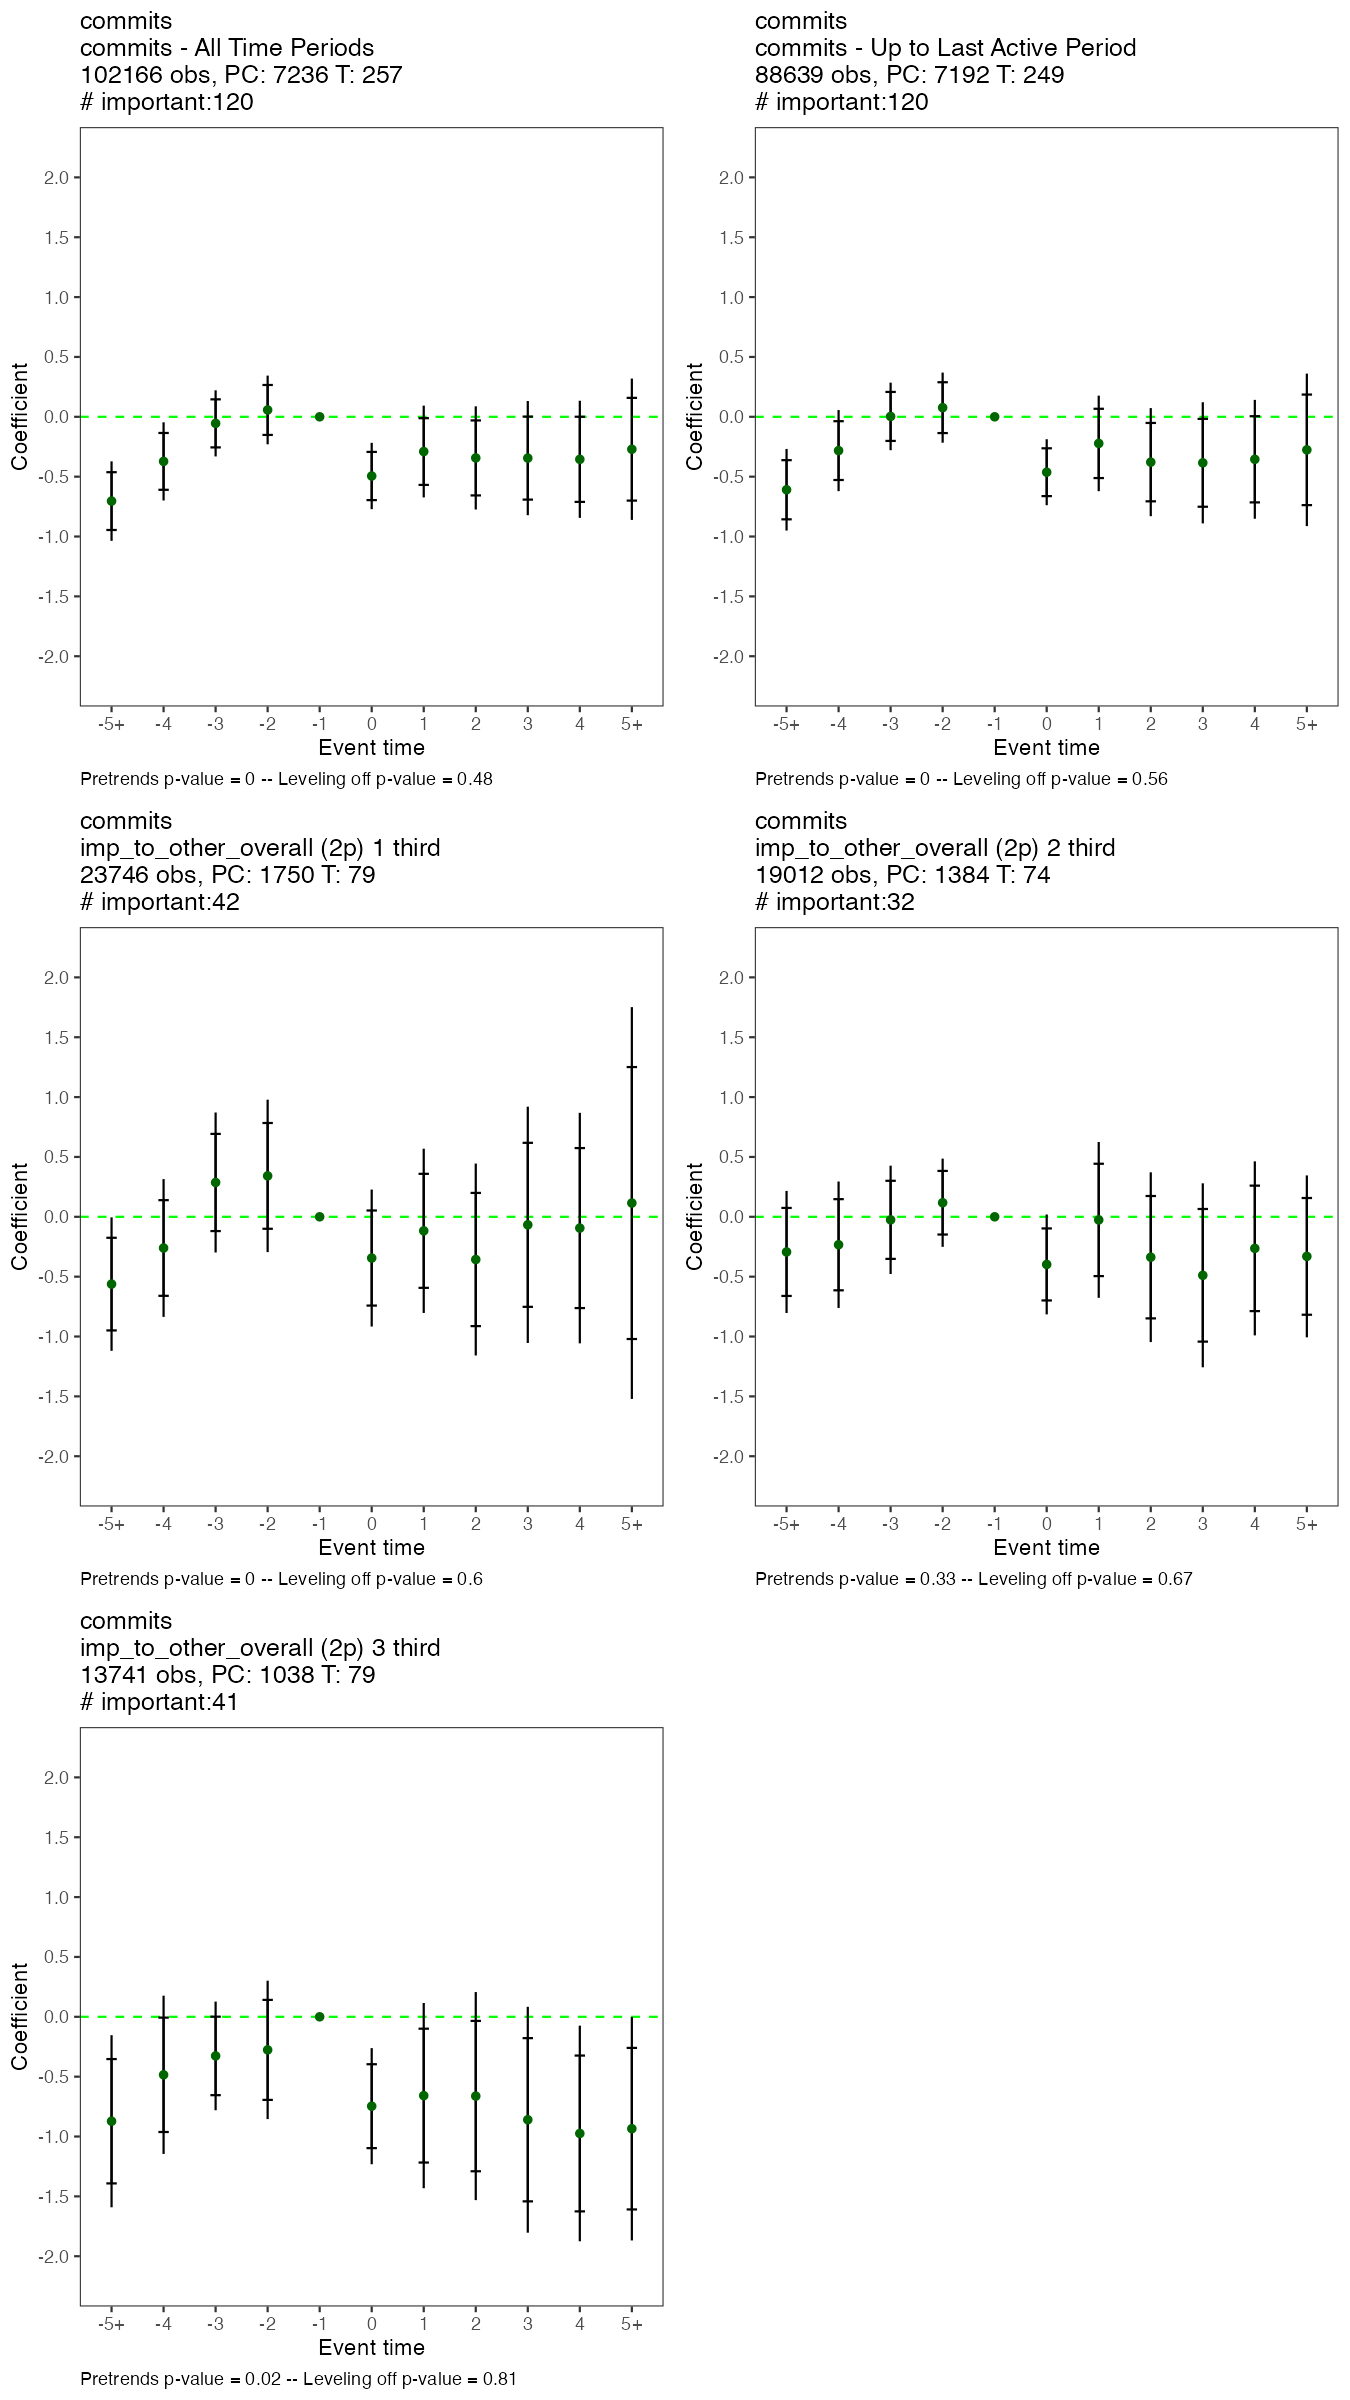 commits
commits - All Time Periods
102166 obs, PC: 7236 T: 257
# important:120
2.0
1.5
1.0
0.5
0.0
-0.5
-1.0
-1.5
-2.0
Coefficient
-5+ -4 -3 -2 -1 0 1 2 3 4 5+
Event time
Pretrends p-value = 0 -- Leveling off p-value = 0.48
commits
commits - Up to Last Active Period
88639 obs, PC: 7192 T: 249
# important:120
2.0
1.5
1.0
0.5
0.0
-0.5
-1.0
-1.5
-2.0
Coefficient
-5+ -4 -3 -2 -1 0 1 2 3 4 5+
Event time
Pretrends p-value = 0 -- Leveling off p-value = 0.56
commits
imp_to_other_overall (2p) 1 third
23746 obs, PC: 1750 T: 79
# important:42
2.0
1.5
1.0
0.5
0.0
-0.5
-1.0
-1.5
-2.0
Coefficient
-5+ -4 -3 -2 -1 0 1 2 3 4 5+
Event time
Pretrends p-value = 0 -- Leveling off p-value = 0.6
commits
imp_to_other_overall (2p) 2 third
19012 obs, PC: 1384 T: 74
# important:32
2.0
1.5
1.0
0.5
0.0
-0.5
-1.0
-1.5
-2.0
Coefficient
-5+ -4 -3 -2 -1 0 1 2 3 4 5+
Event time
Pretrends p-value = 0.33 -- Leveling off p-value = 0.67
commits
imp_to_other_overall (2p) 3 third
13741 obs, PC: 1038 T: 79
# important:41
2.0
1.5
1.0
0.5
0.0
-0.5
-1.0
-1.5
-2.0
Coefficient
-5+ -4 -3 -2 -1 0 1 2 3 4 5+
Event time
Pretrends p-value = 0.02 -- Leveling off p-value = 0.81